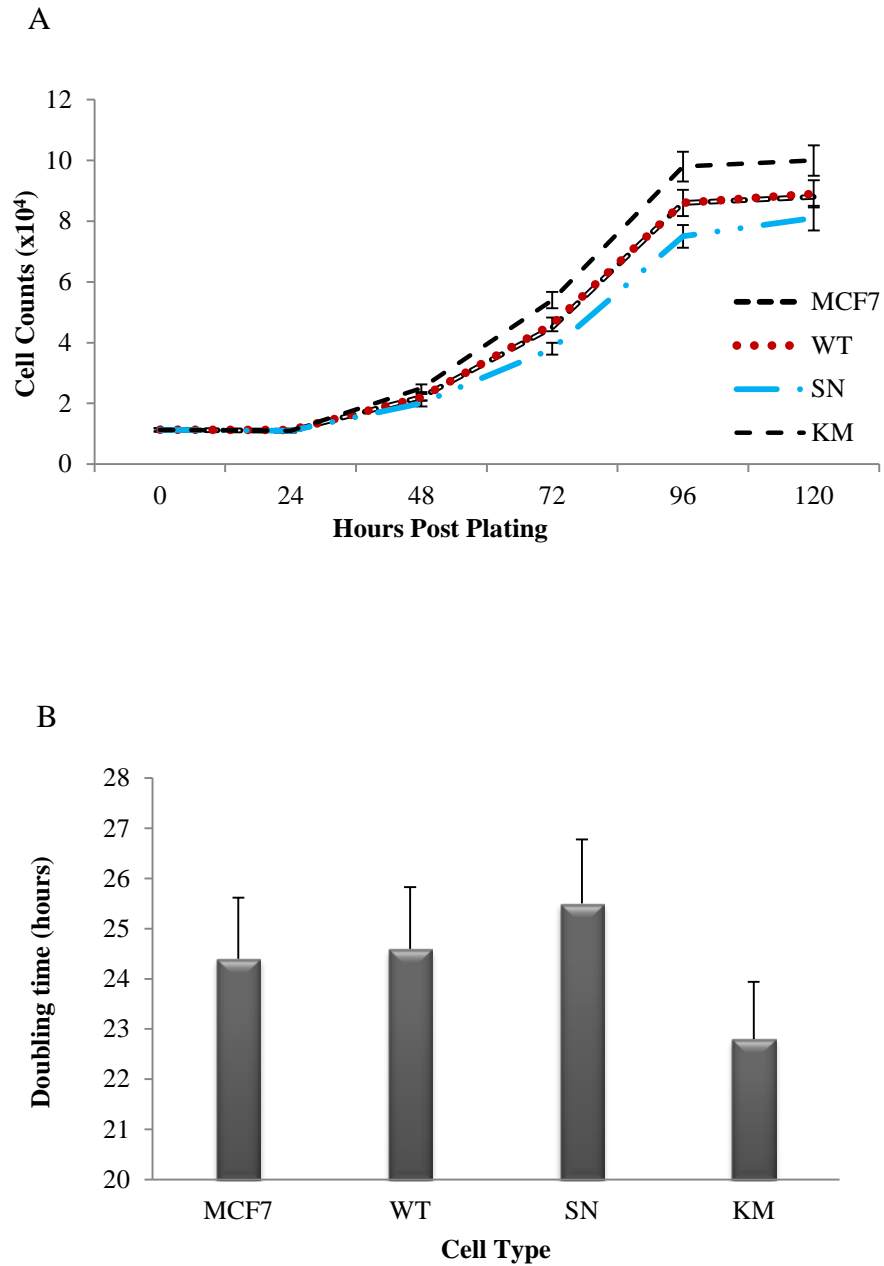 A
12
10
8
6
4
2
0
Cell Counts (x10⁴)
0 24 48 72 96 120
Hours Post Plating
MCF7
WT
SN
KM
B
28
27
26
25
24
23
22
21
20
Doubling time (hours)
MCF7 WT SN KM
Cell Type